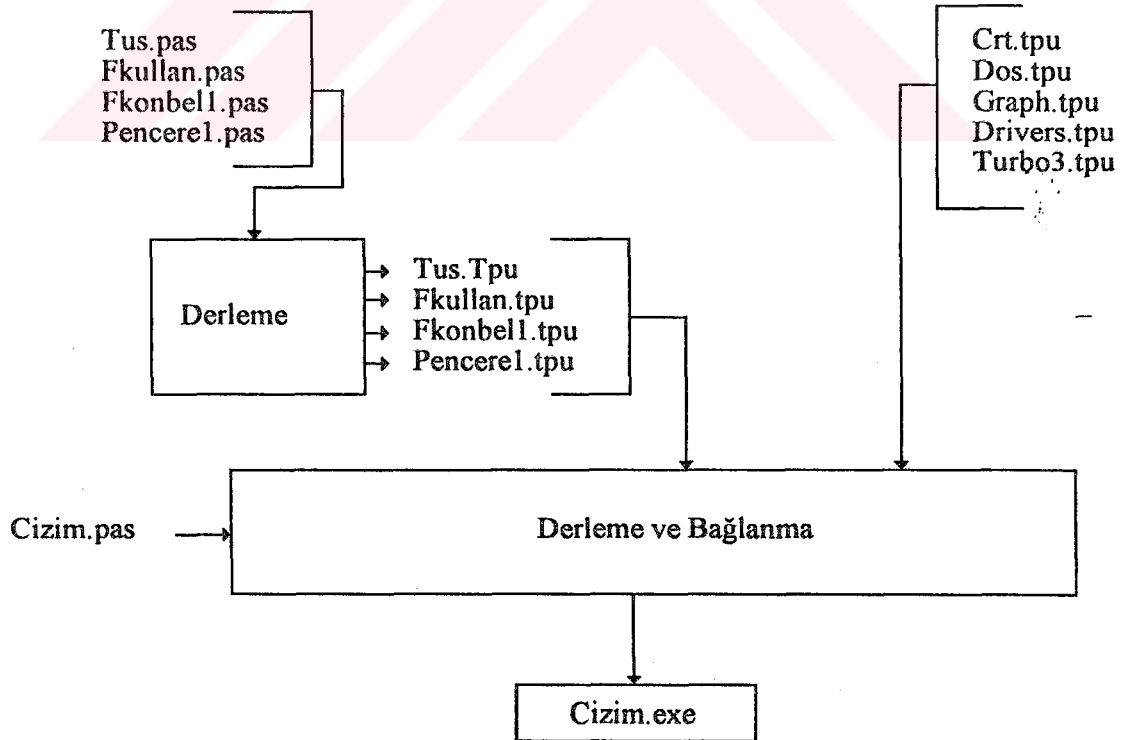 Tus.pas
Fkullan.pas
Fkonbel1.pas
Pencere1.pas
Crt.tpu
Dos.tpu
Graph.tpu
Drivers.tpu
Turbo3.tpu
Derleme
Tus.Tpu
Fkullan.tpu
Fkonbel1.tpu
Pencere1.tpu
Cizim.pas
Derleme ve Bağlanma
Cizim.exe